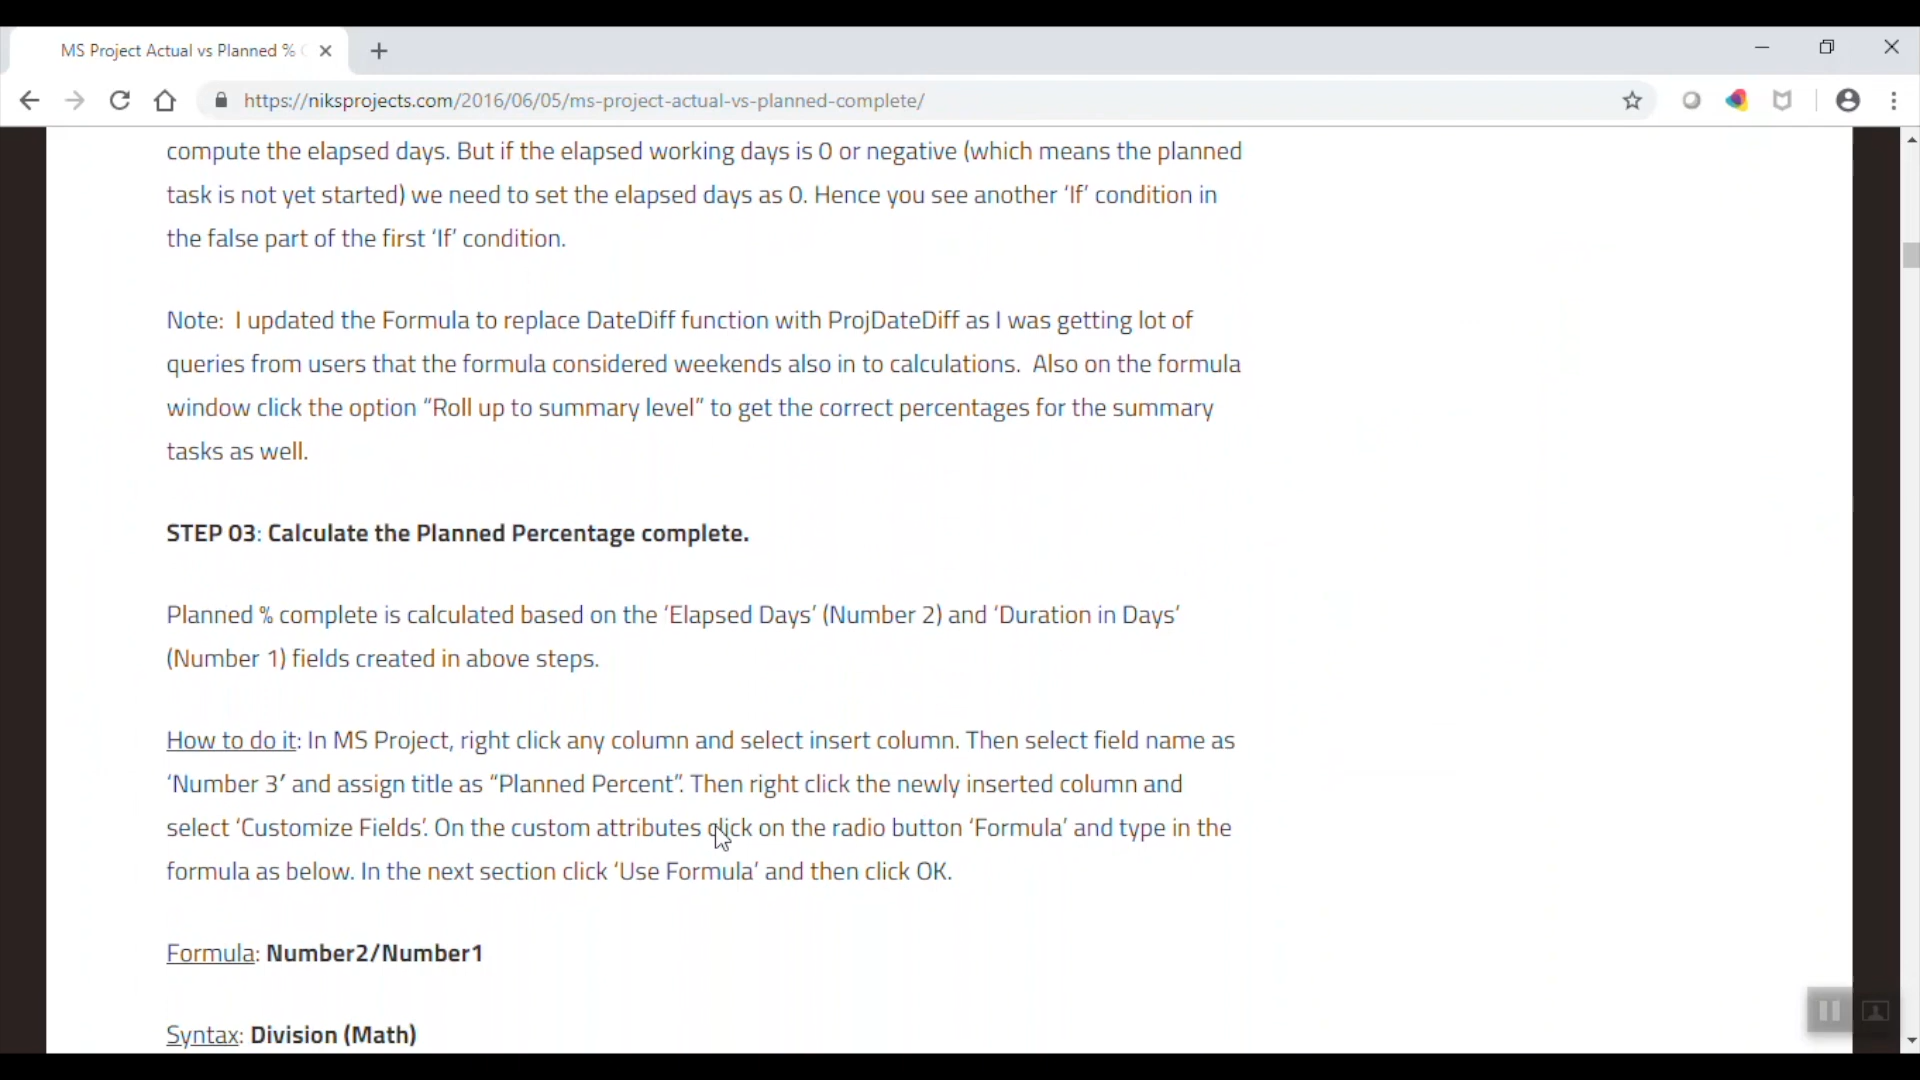 MS Project Actual vs Planned %
https://niksprojects.com/2016/06/05/ms-project-actual-vs-planned-complete/
compute the elapsed days. But if the elapsed working days is 0 or negative (which means the planned
task is not yet started) we need to set the elapsed days as 0. Hence you see another ‘If’ condition in
the false part of the first ‘If’ condition.
Note:  I updated the Formula to replace DateDiff function with ProjDateDiff as I was getting lot of
queries from users that the formula considered weekends also in to calculations.  Also on the formula
window click the option “Roll up to summary level” to get the correct percentages for the summary
tasks as well.
STEP 03: Calculate the Planned Percentage complete.
Planned % complete is calculated based on the ‘Elapsed Days’ (Number 2) and ‘Duration in Days’
(Number 1) fields created in above steps.
How to do it: In MS Project, right click any column and select insert column. Then select field name as
‘Number 3′ and assign title as “Planned Percent”. Then right click the newly inserted column and
select ‘Customize Fields’. On the custom attributes click on the radio button ‘Formula’ and type in the
formula as below. In the next section click ‘Use Formula’ and then click OK.
Formula: Number2/Number1
Syntax: Division (Math)